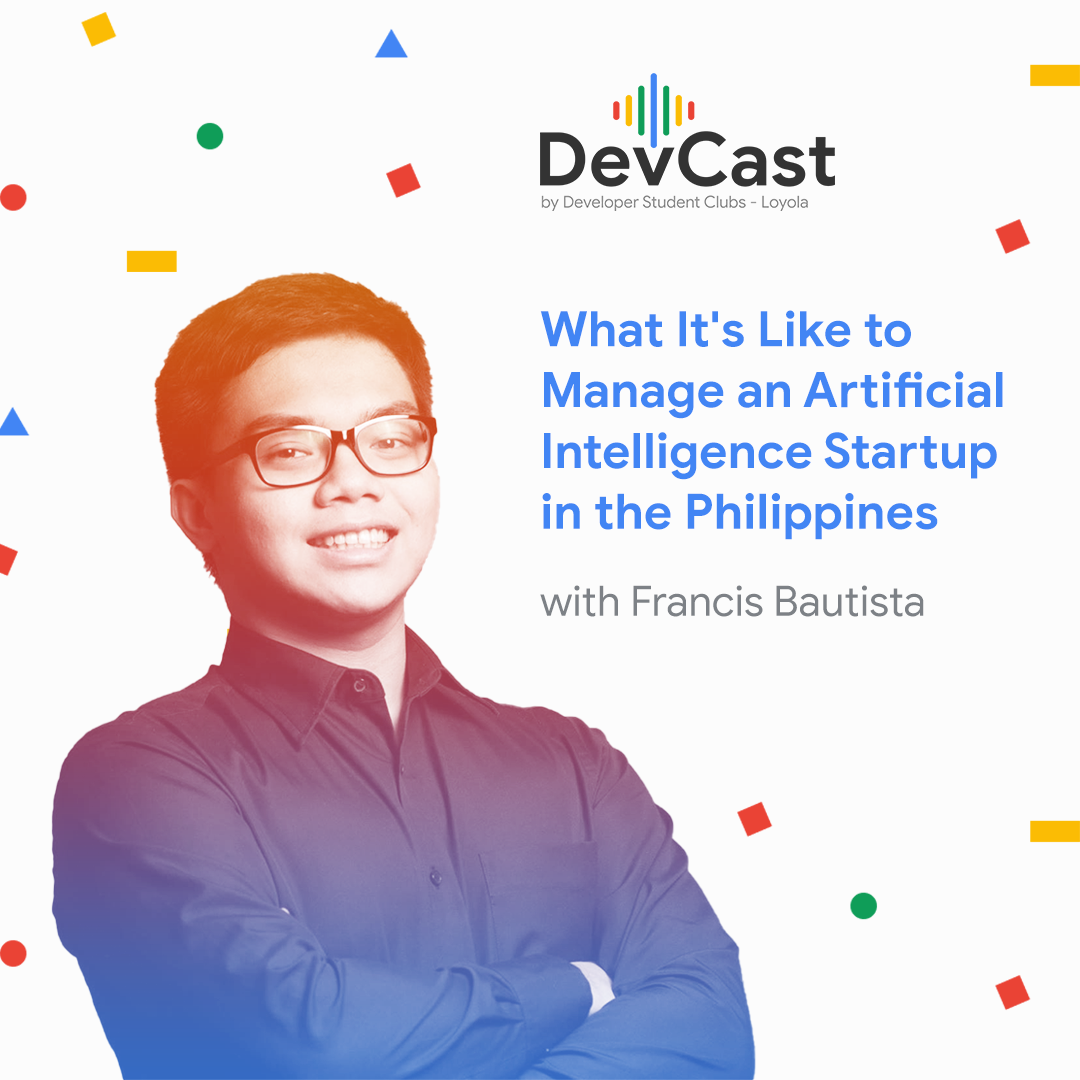 DevCast
by Developer Student Clubs - Loyola
What It's Like to
Manage an Artificial
Intelligence Startup
in the Philippines
with Francis Bautista